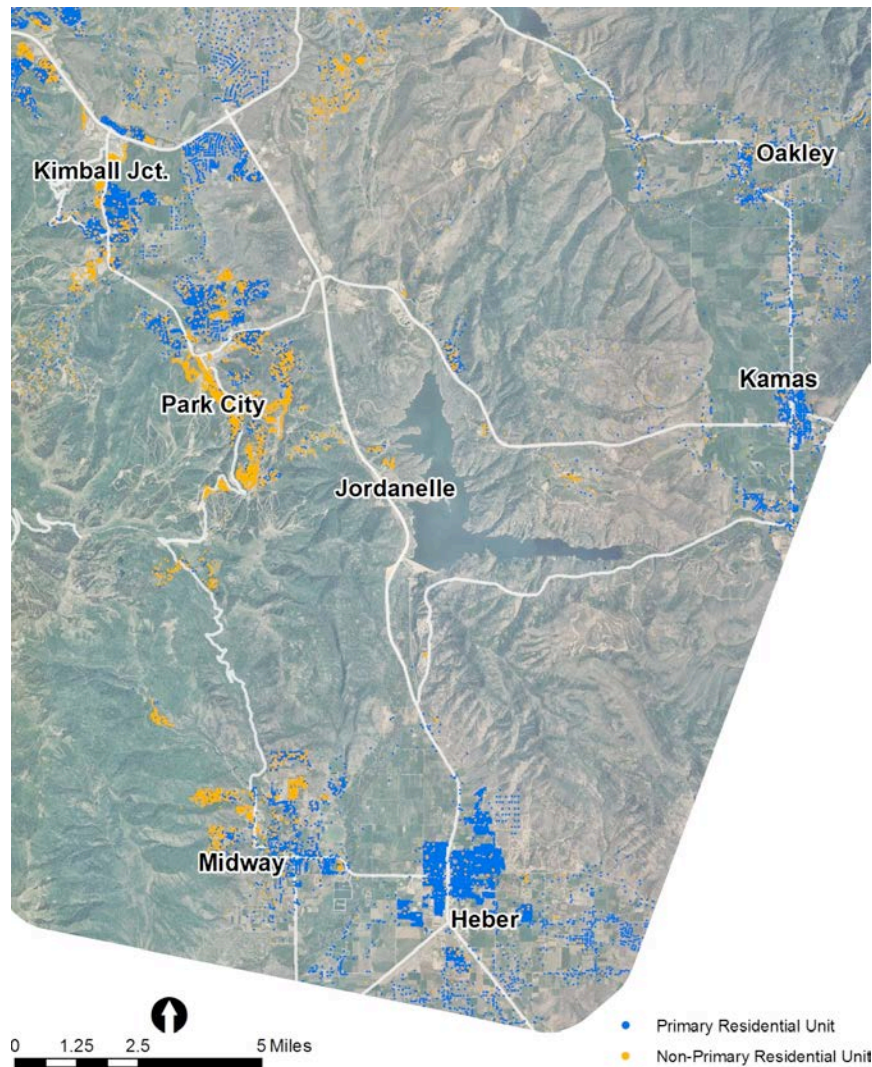 Oakley
Kimball Jct.
Kamas
Park City
Jordanelle
Midway
Heber
0 1.25 2.5 5 Miles
Primary Residential Unit
Non-Primary Residential Unit